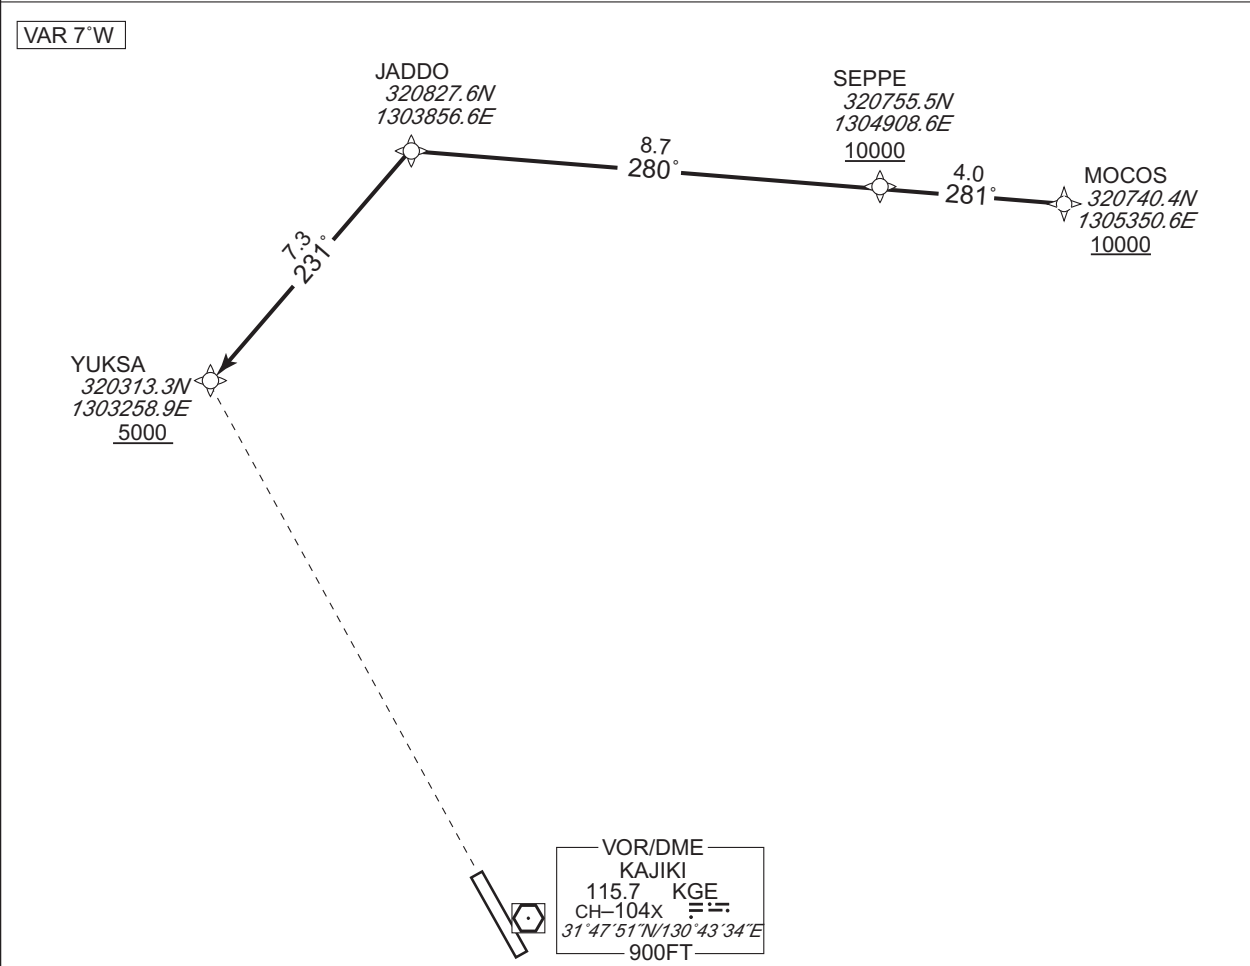 VAR 7˚W
JADDO
320827.6N
1303856.6E
SEPPE
320755.5N
1304908.6E
10000
8.7
280˚
4.0
281˚
MOCOS
320740.4N
1305350.6E
10000
7.3
231˚
YUKSA
320313.3N
1303258.9E
5000
VOR/DME
KAJIKI
115.7 KGE
CH–104X
31˚47´51˝N/130˚43´34˝E
900FT